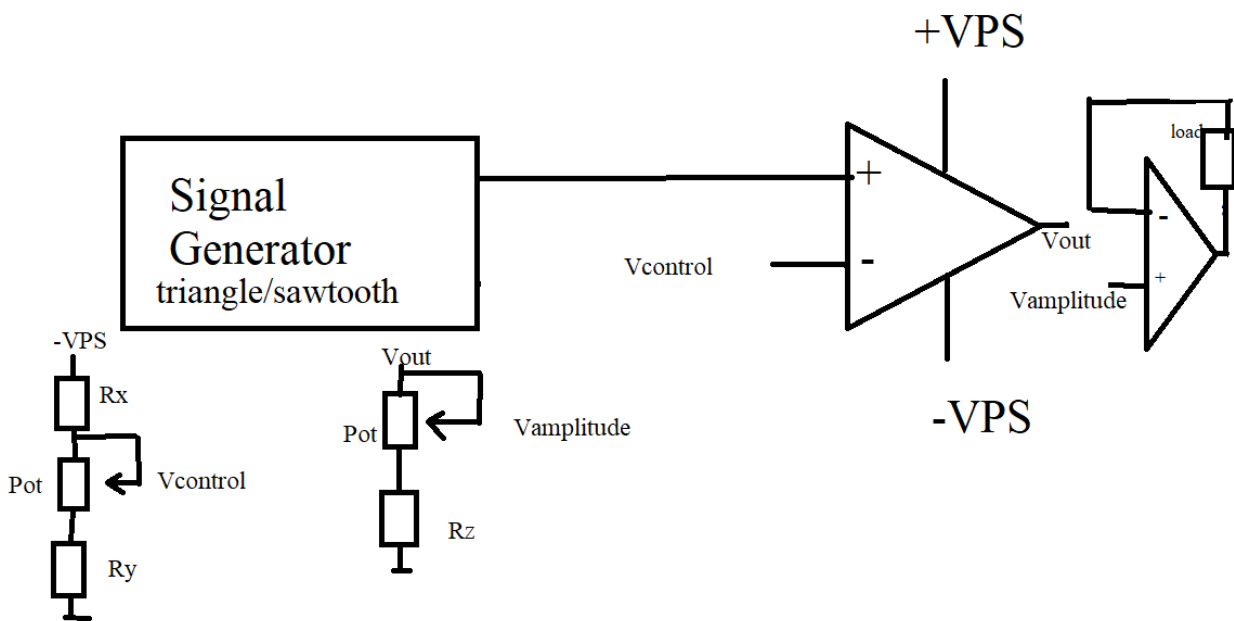 +VPS
Signal
Generator
triangle/sawtooth
+
-
Vcontrol
Vout
load
-
+
Vamplitude
-VPS
-VPS
Rx
Pot
Vcontrol
Ry
Vout
Pot
Vamplitude
Rz